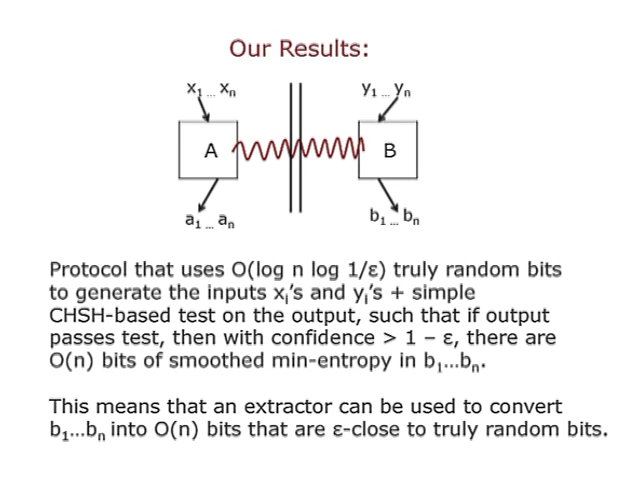 Our Results:
x₁ ... xₙ y₁ ... yₙ
A B
a₁ ... aₙ b₁ ... bₙ
Protocol that uses O(log n log 1/ε) truly random bits
to generate the inputs xᵢ’s and yᵢ’s + simple
CHSH-based test on the output, such that if output
passes test, then with confidence > 1 – ε, there are
O(n) bits of smoothed min-entropy in b₁...bₙ.
This means that an extractor can be used to convert
b₁...bₙ into O(n) bits that are ε-close to truly random bits.